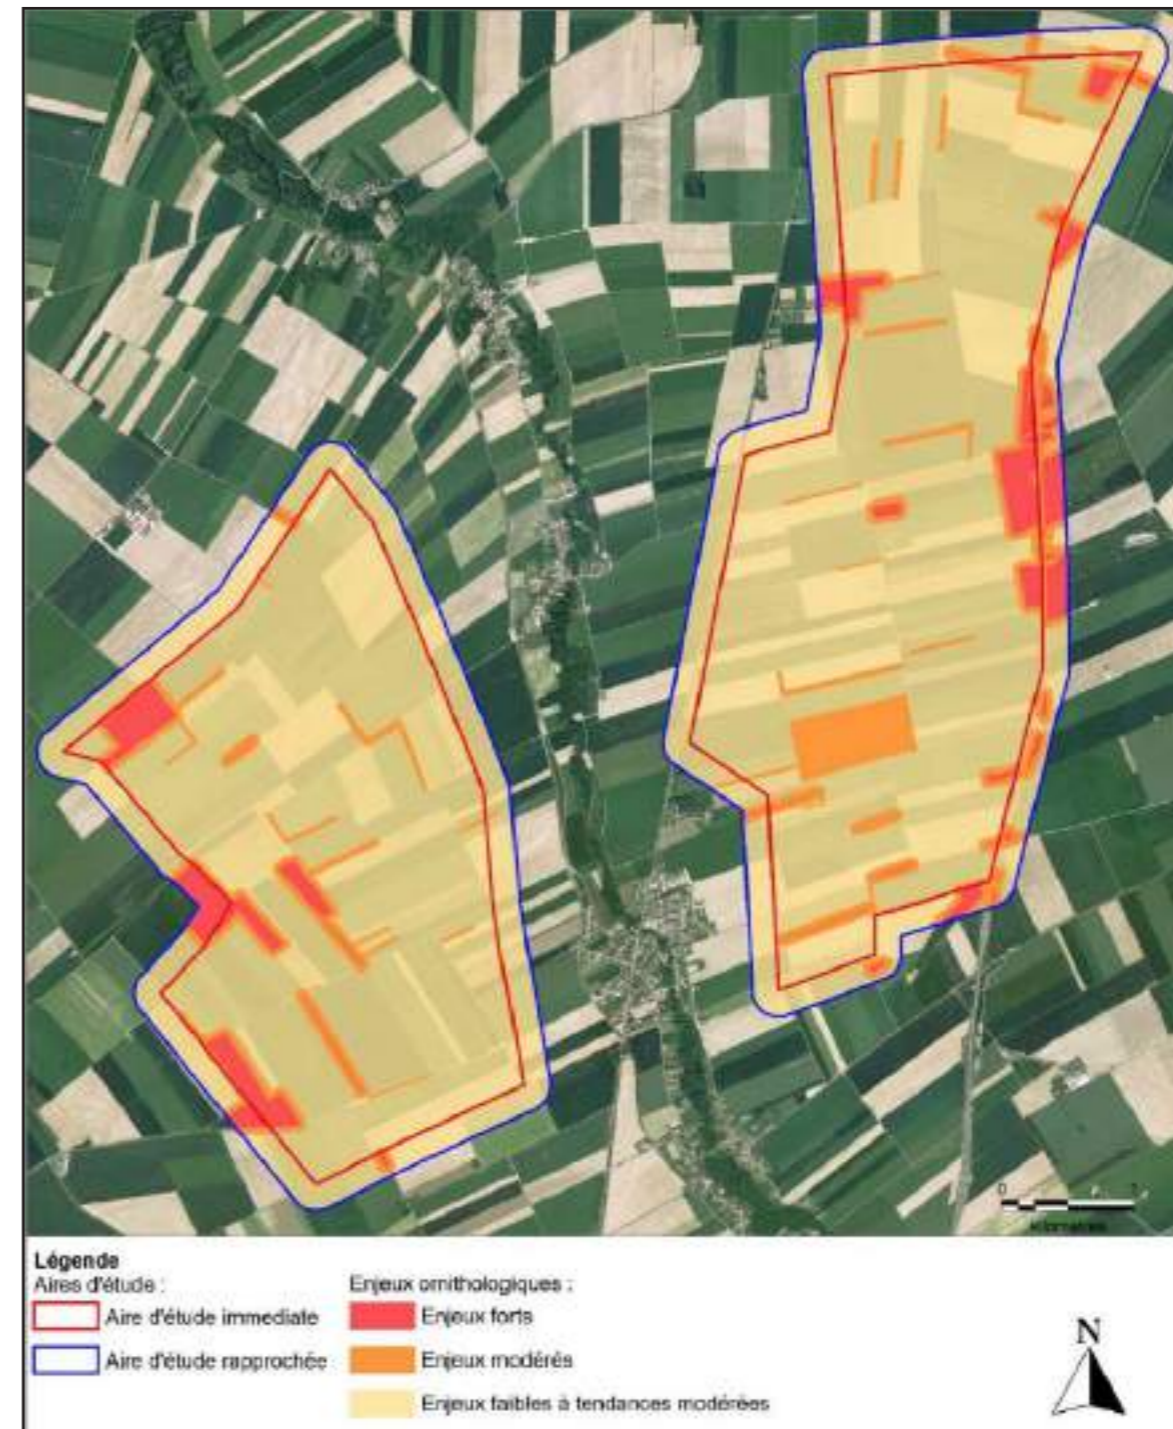 0
kilomètres
Légende
Aires d'étude :
Aire d'étude immediate
Aire d'étude rapprochée
Enjeux ornithologiques :
Enjeux forts
Enjeux modérés
Enjeux faibles à tendances modérées
N